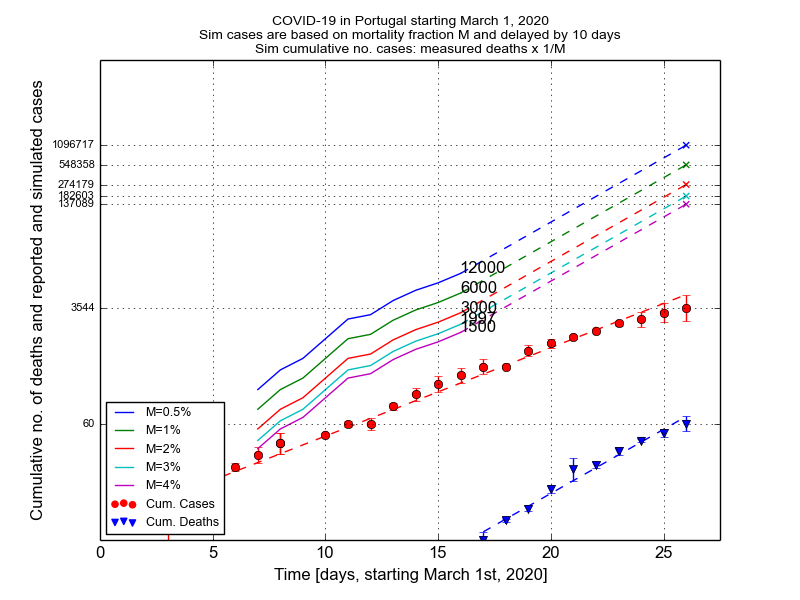 COVID-19 in Portugal starting March 1, 2020
Sim cases are based on mortality fraction M and delayed by 10 days
Sim cumulative no. cases: measured deaths x 1/M
Cumulative no. of deaths and reported and simulated cases
1096717
548358
274179
182603
137089
3544
60
12000
6000
3000
1997
1500
M=0.5%
M=1%
M=2%
M=3%
M=4%
Cum. Cases
Cum. Deaths
0 5 10 15 20 25
Time [days, starting March 1st, 2020]